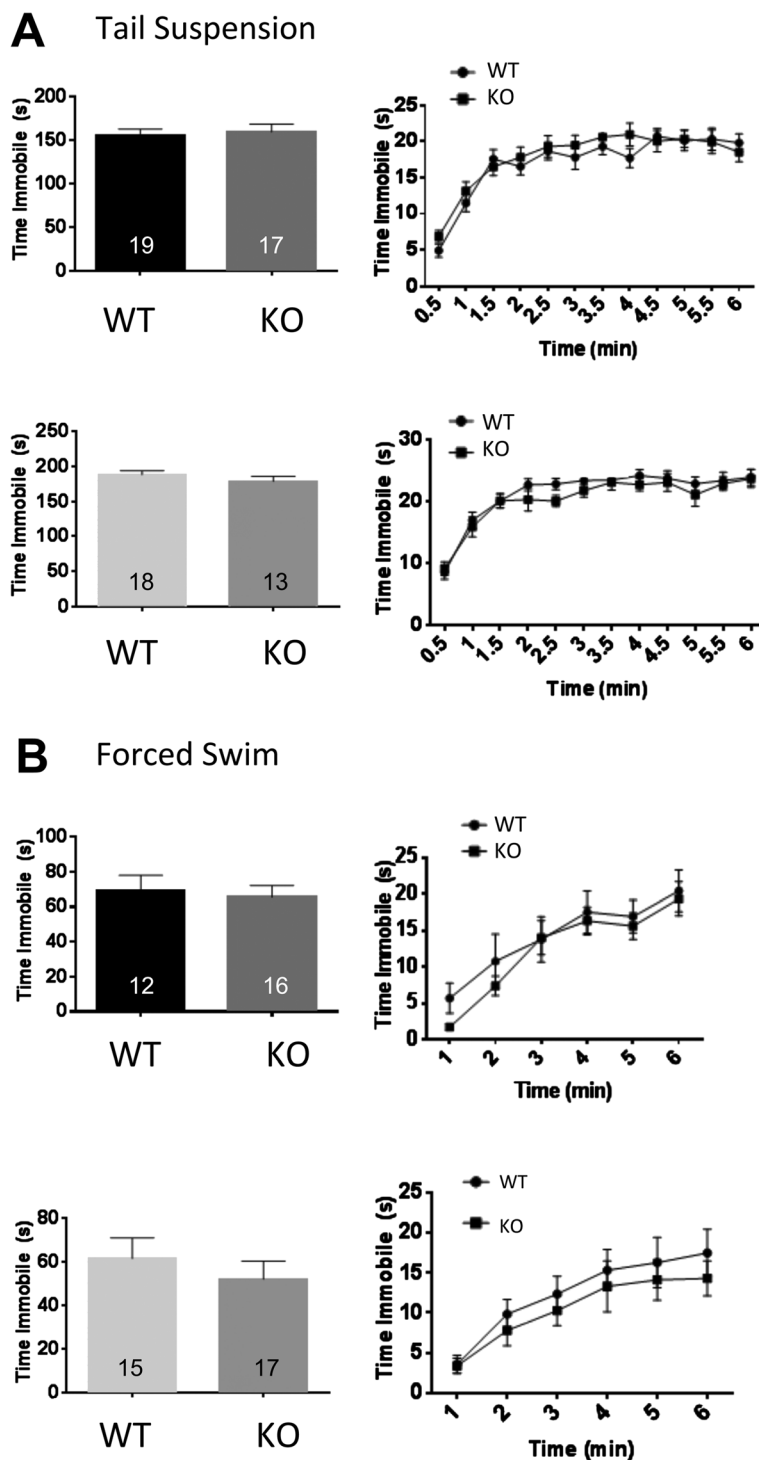 A Tail Suspension
Time Immobile (s)
200
150
100
50
0
19
17
WT
KO
WT
KO
Time Immobile (s)
25
20
15
10
5
0
0.5 1 1.5 2 2.5 3 3.5 4 4.5 5 5.5 6
Time (min)
Time Immobile (s)
250
200
150
100
50
0
18
13
WT
KO
WT
KO
Time Immobile (s)
30
20
10
0
0.5 1 1.5 2 2.5 3 3.5 4 4.5 5 5.5 6
Time (min)
B Forced Swim
Time Immobile (s)
100
80
60
40
20
0
12
16
WT
KO
WT
KO
Time Immobile (s)
25
20
15
10
5
0
1 2 3 4 5 6
Time (min)
Time Immobile (s)
80
60
40
20
0
15
17
WT
KO
WT
KO
Time Immobile (s)
25
20
15
10
5
0
1 2 3 4 5 6
Time (min)